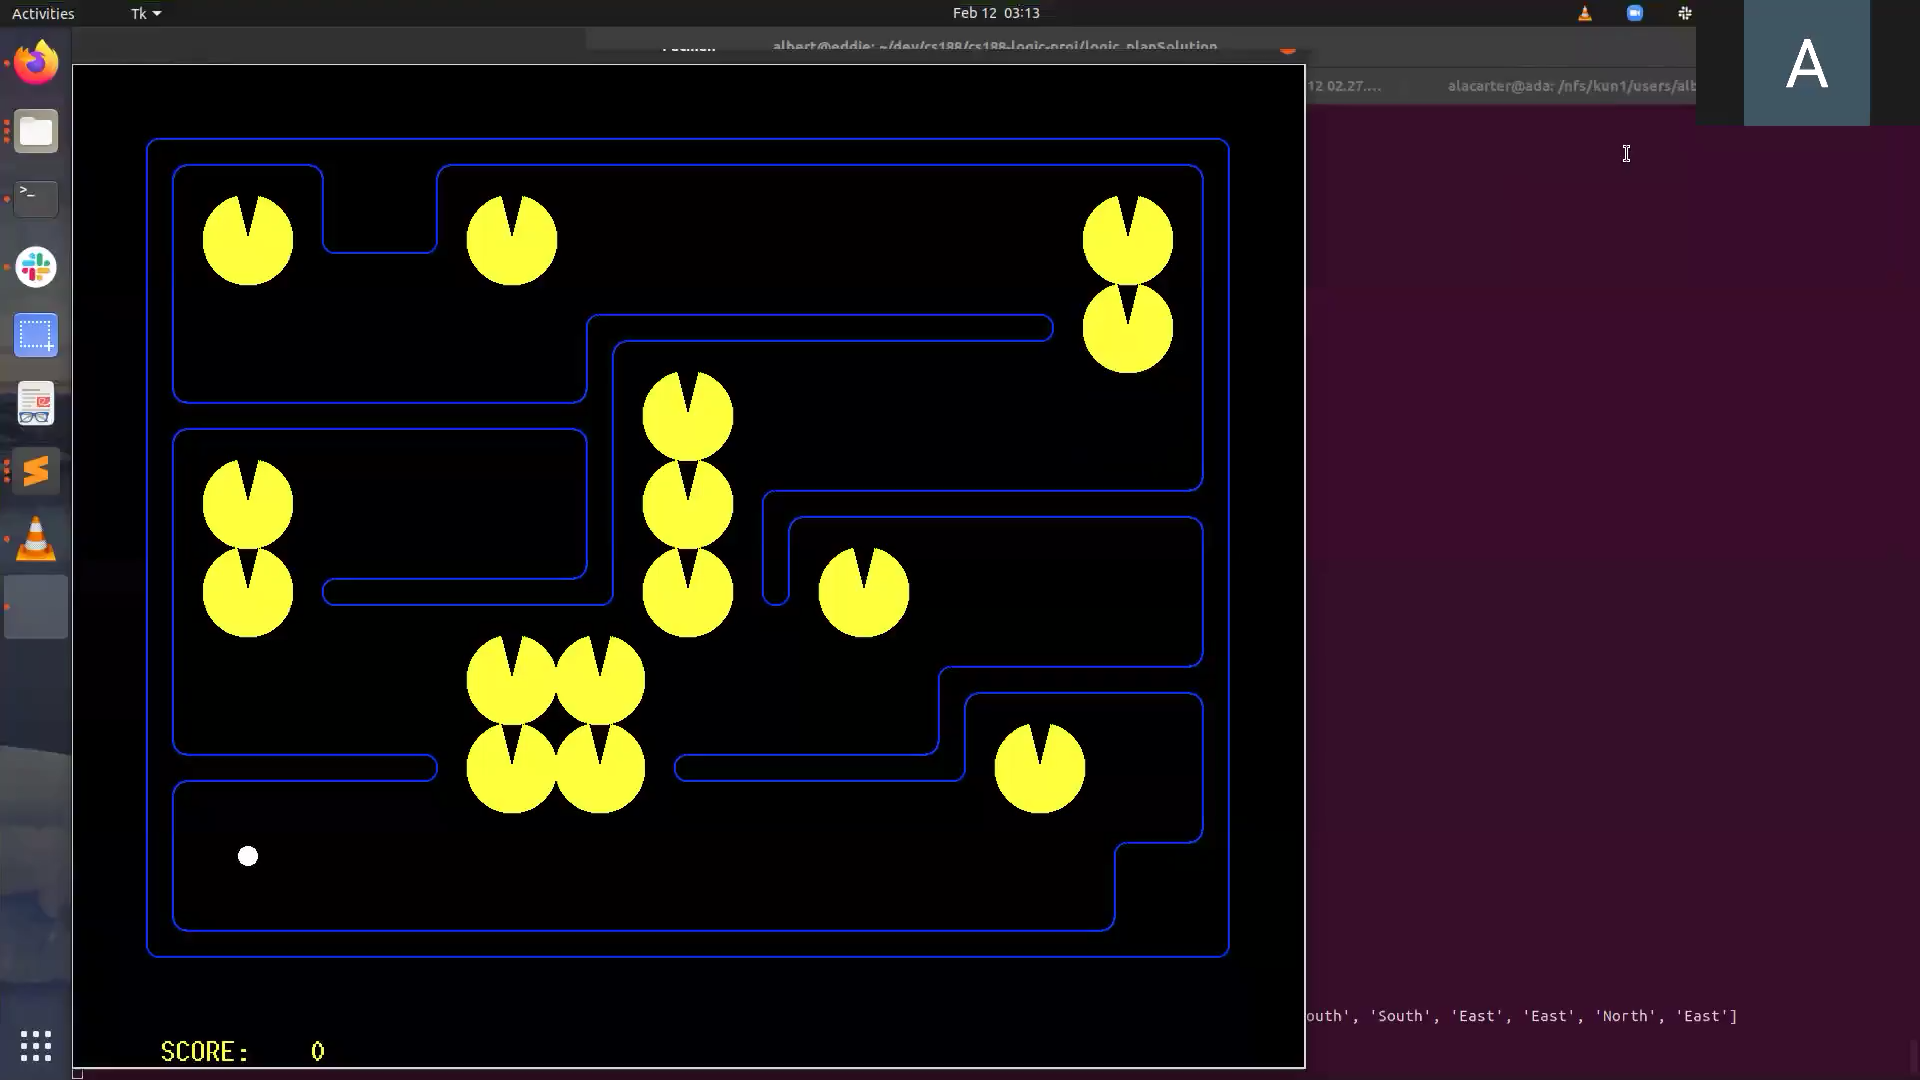 Activities
Tk
Feb 12 03:13
albert@eddie: ~/dev/cs188/cs188-logic-proj/logic_planSolution
12 02.27....
alacarter@ada: /nfs/kun1/users/alb
A
outh', 'South', 'East', 'East', 'North', 'East']
SCORE: 0